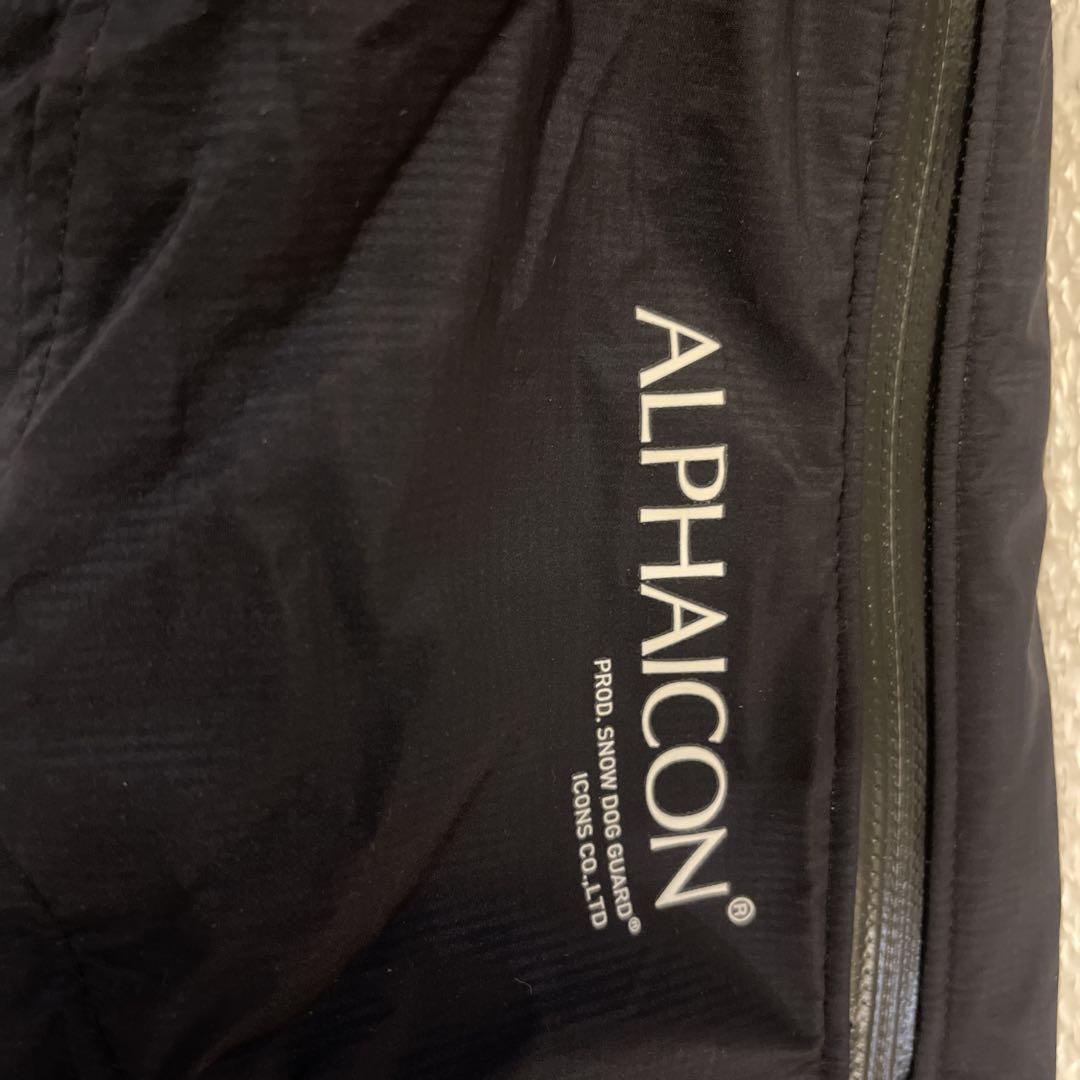 ALPHAICON®
PROD. SNOW DOG GUARD®
ICONS CO.,LTD